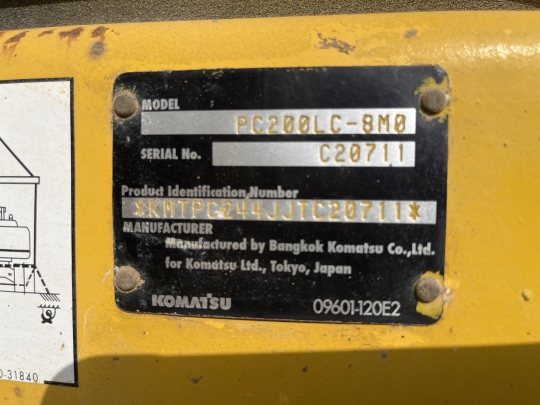 MODEL
PC200LC-8M0
SERIAL No.
C20711
Product Identification Number
*KMTPC244JJTC20711*
MANUFACTURER
Manufactured by Bangkok Komatsu Co.,Ltd.
for Komatsu Ltd., Tokyo, Japan
KOMATSU
09601-120E2
-31840